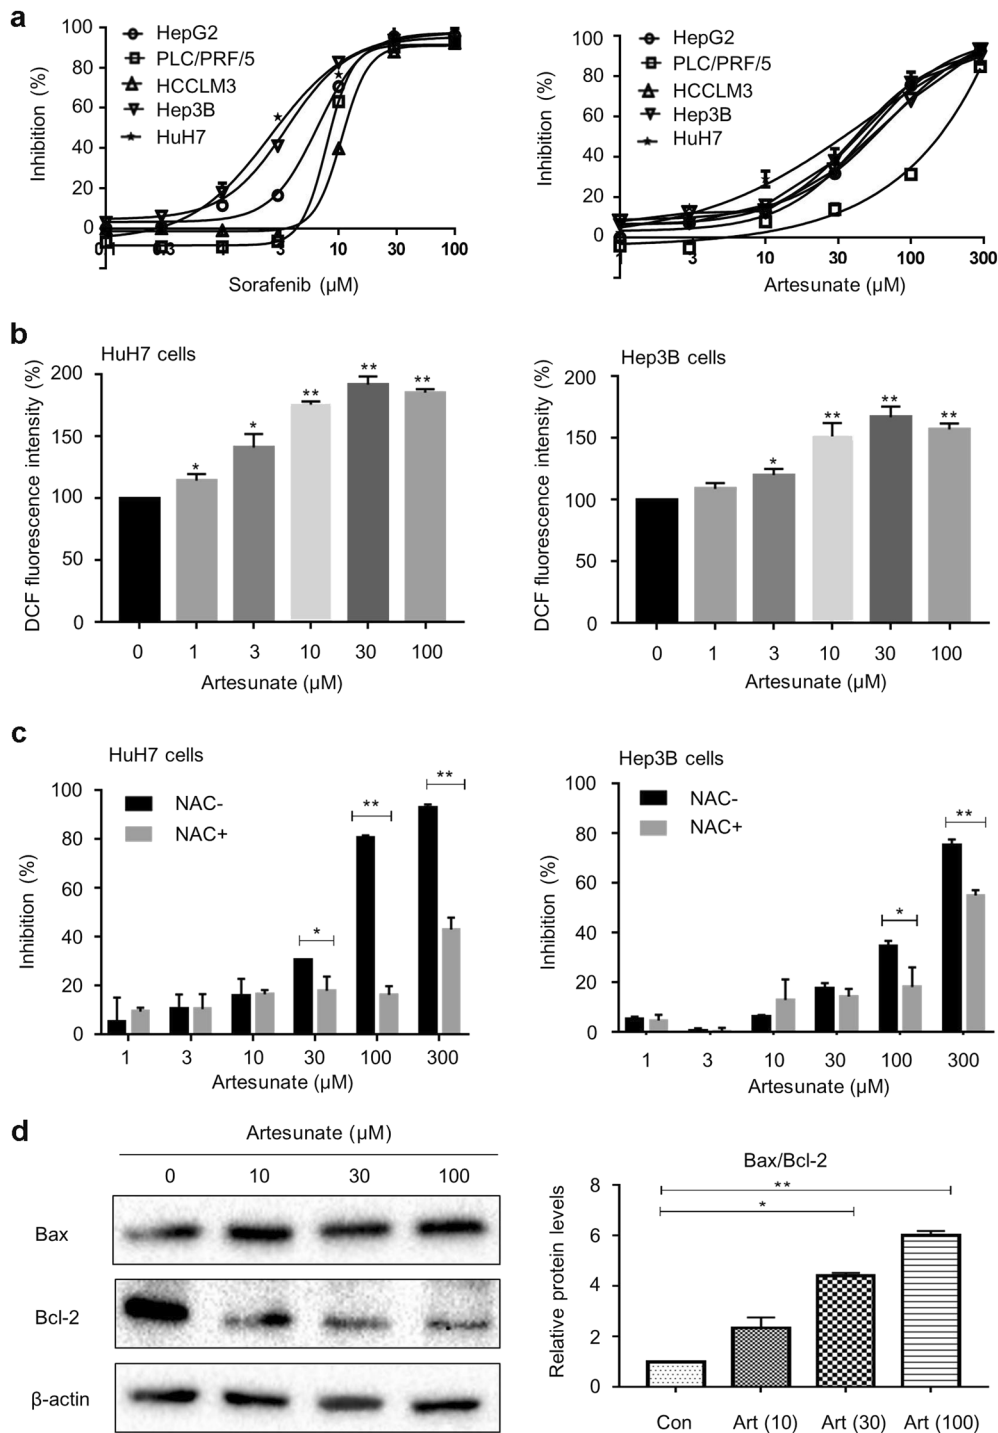 a
100
80
60
40
20
0
Inhibition (%)
HepG2
PLC/PRF/5
HCCLM3
Hep3B
HuH7
3
10
30
100
Sorafenib (µM)
100
80
60
40
20
0
Inhibition (%)
HepG2
PLC/PRF/5
HCCLM3
Hep3B
HuH7
3
10
30
100
300
Artesunate (µM)
b
HuH7 cells
DCF fluorescence intensity (%)
200
150
100
50
0
* * ** ** **
0 1 3 10 30 100
Artesunate (µM)
Hep3B cells
DCF fluorescence intensity (%)
200
150
100
50
0
* ** ** **
0 1 3 10 30 100
Artesunate (µM)
c
HuH7 cells
Inhibition (%)
100
80
60
40
20
0
NAC-
NAC+
* ** **
1 3 10 30 100 300
Artesunate (µM)
Hep3B cells
Inhibition (%)
100
80
60
40
20
0
NAC-
NAC+
* **
1 3 10 30 100 300
Artesunate (µM)
d
Artesunate (µM)
0 10 30 100
Bax
Bcl-2
β-actin
Bax/Bcl-2
Relative protein levels
8
6
4
2
0
**
*
Con Art (10) Art (30) Art (100)